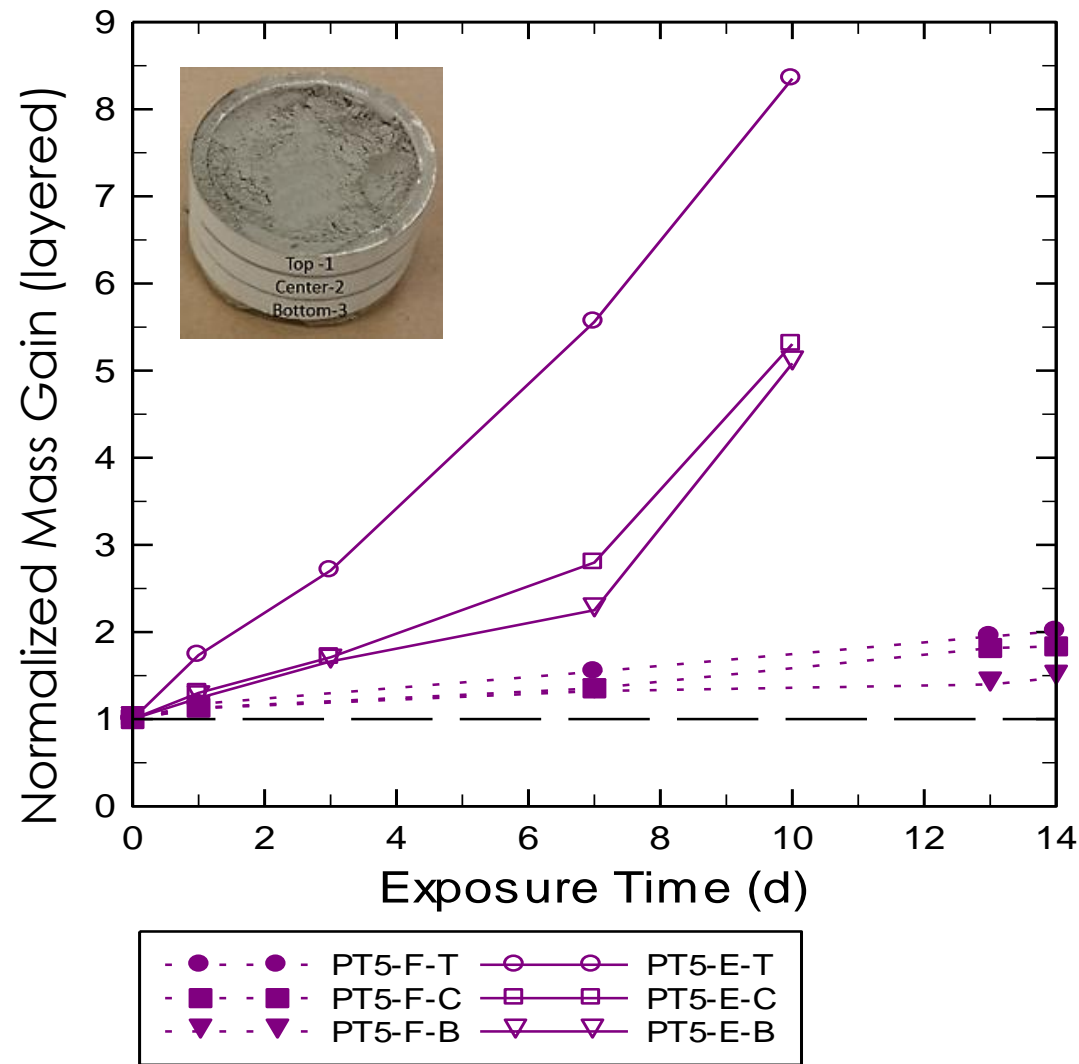 Normalized Mass Gain (layered)
9
8
7
6
5
4
3
2
1
0
Top -1
Center-2
Bottom-3
0 2 4 6 8 10 12 14
Exposure Time (d)
PT5-F-T PT5-E-T
PT5-F-C PT5-E-C
PT5-F-B PT5-E-B